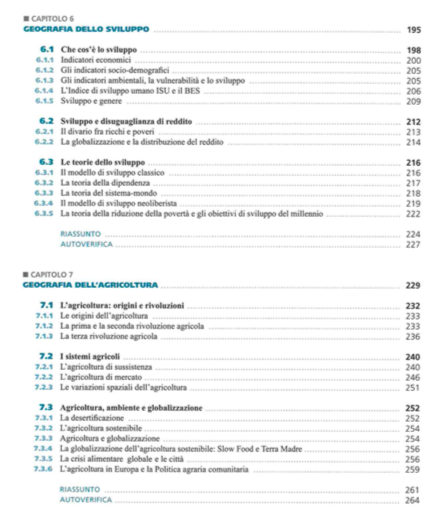 CAPITOLO 6
GEOGRAFIA DELLO SVILUPPO 195
6.1 Che cos'è lo sviluppo 198
6.1.1 Indicatori economici 200
6.1.2 Gli indicatori socio-demografici 205
6.1.3 Gli indicatori ambientali, la vulnerabilità e lo sviluppo 205
6.1.4 L'Indice di sviluppo umano ISU e il BES 206
6.1.5 Sviluppo e genere 209
6.2 Sviluppo e disuguaglianza di reddito 212
6.2.1 Il divario fra ricchi e poveri 213
6.2.2 La globalizzazione e la distribuzione del reddito 214
6.3 Le teorie dello sviluppo 216
6.3.1 Il modello di sviluppo classico 216
6.3.2 La teoria della dipendenza 217
6.3.3 La teoria del sistema-mondo 218
6.3.4 Il modello di sviluppo neoliberista 219
6.3.5 La teoria della riduzione della povertà e gli obiettivi di sviluppo del millennio 222
RIASSUNTO 224
AUTOVERIFICA 227
CAPITOLO 7
GEOGRAFIA DELL'AGRICOLTURA 229
7.1 L'agricoltura: origini e rivoluzioni 232
7.1.1 Le origini dell'agricoltura 233
7.1.2 La prima e la seconda rivoluzione agricola 233
7.1.3 La terza rivoluzione agricola 236
7.2 I sistemi agricoli 240
7.2.1 L'agricoltura di sussistenza 240
7.2.2 L'agricoltura di mercato 246
7.2.3 Le variazioni spaziali dell'agricoltura 251
7.3 Agricoltura, ambiente e globalizzazione 252
7.3.1 La desertificazione 252
7.3.2 L'agricoltura sostenibile 254
7.3.3 Agricoltura e globalizzazione 254
7.3.4 La globalizzazione dell'agricoltura sostenibile: Slow Food e Terra Madre 256
7.3.5 La crisi alimentare globale e le città 256
7.3.6 L'agricoltura in Europa e la Politica agraria comunitaria 259
RIASSUNTO 261
AUTOVERIFICA 264